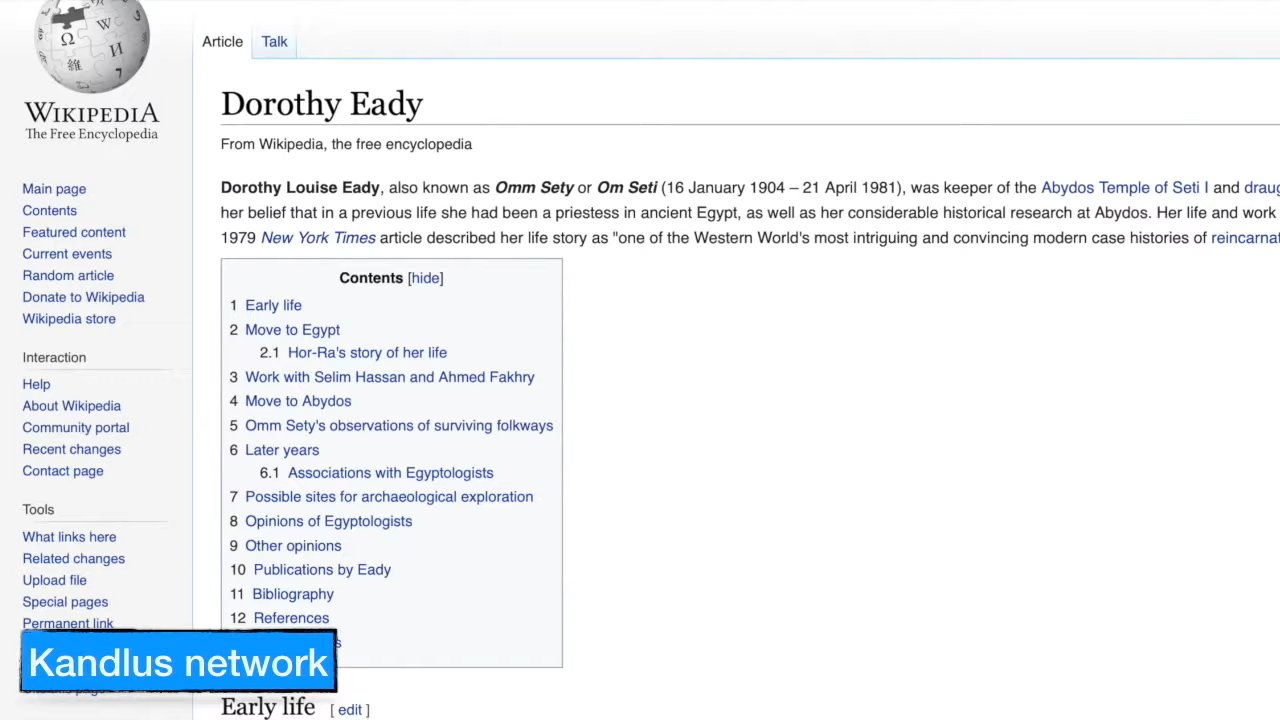 WIKIPEDIA
The Free Encyclopedia
Main page
Contents
Featured content
Current events
Random article
Donate to Wikipedia
Wikipedia store
Interaction
Help
About Wikipedia
Community portal
Recent changes
Contact page
Tools
What links here
Related changes
Upload file
Special pages
Permanent link
Kandlus network
Article Talk
Dorothy Eady
From Wikipedia, the free encyclopedia
Dorothy Louise Eady, also known as Omm Sety or Om Seti (16 January 1904 – 21 April 1981), was keeper of the Abydos Temple of Seti I and
her belief that in a previous life she had been a priestess in ancient Egypt, as well as her considerable historical research at Abydos. Her life and work
1979 New York Times article described her life story as "one of the Western World's most intriguing and convincing modern case histories of
Contents [hide]
1 Early life
2 Move to Egypt
2.1 Hor-Ra's story of her life
3 Work with Selim Hassan and Ahmed Fakhry
4 Move to Abydos
5 Omm Sety's observations of surviving folkways
6 Later years
6.1 Associations with Egyptologists
7 Possible sites for archaeological exploration
8 Opinions of Egyptologists
9 Other opinions
10 Publications by Eady
11 Bibliography
12 References
Early life [ edit ]